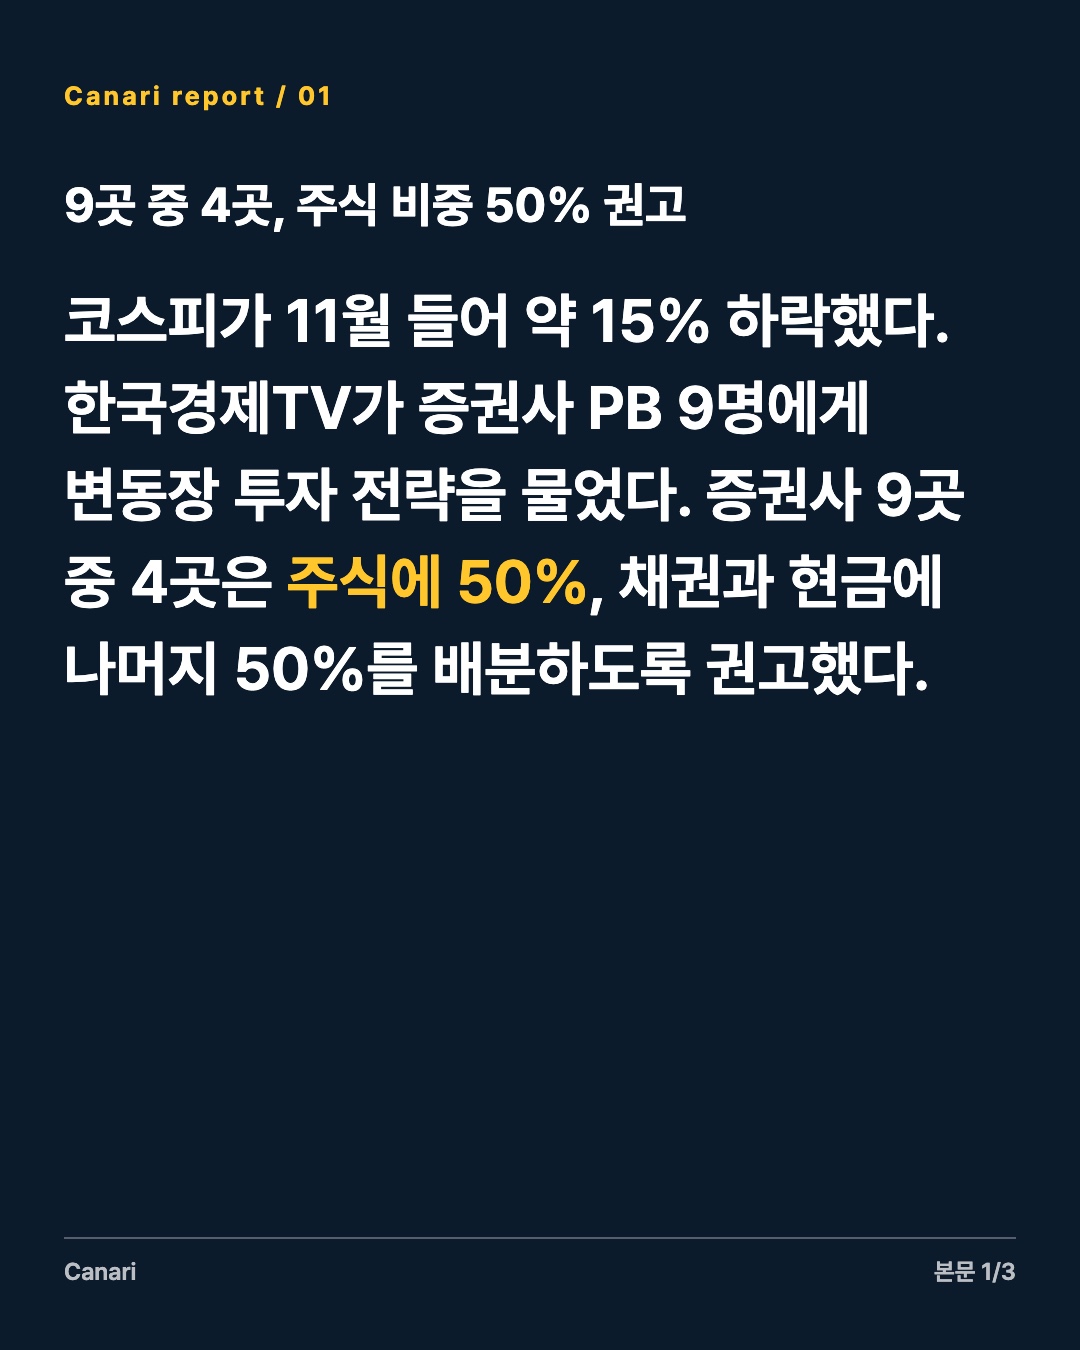 Canari report / 01
9곳 중 4곳, 주식 비중 50% 권고
코스피가 11월 들어 약 15% 하락했다.
한국경제TV가 증권사 PB 9명에게
변동장 투자 전략을 물었다. 증권사 9곳
중 4곳은 주식에 50%, 채권과 현금에
나머지 50%를 배분하도록 권고했다.
Canari
본문 1/3